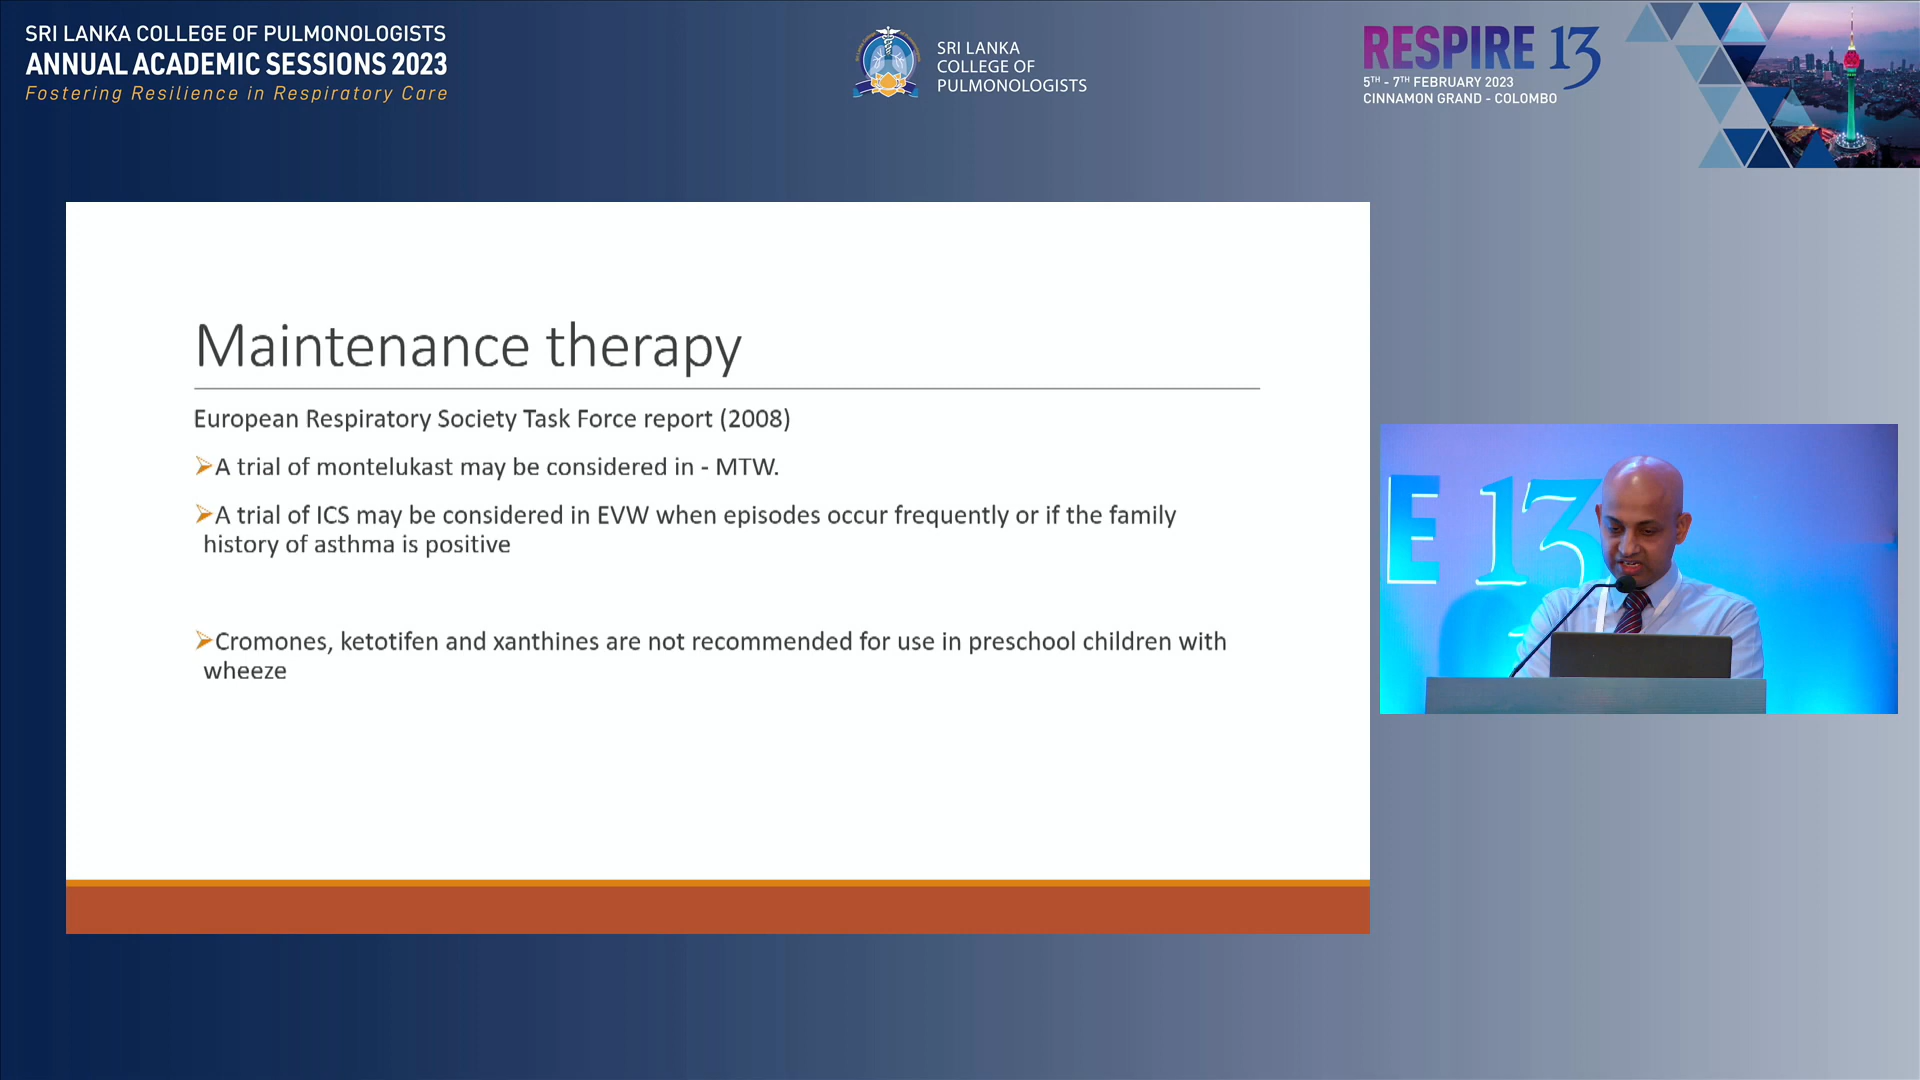 SRI LANKA COLLEGE OF PULMONOLOGISTS
ANNUAL ACADEMIC SESSIONS 2023
Fostering Resilience in Respiratory Care
SRI LANKA
COLLEGE OF
PULMONOLOGISTS
RESPIRE 13
5TH - 7TH FEBRUARY 2023
CINNAMON GRAND - COLOMBO
Maintenance therapy
European Respiratory Society Task Force report (2008)
➢A trial of montelukast may be considered in - MTW.
➢A trial of ICS may be considered in EVW when episodes occur frequently or if the family
history of asthma is positive
➢Cromones, ketotifen and xanthines are not recommended for use in preschool children with
wheeze
E 13